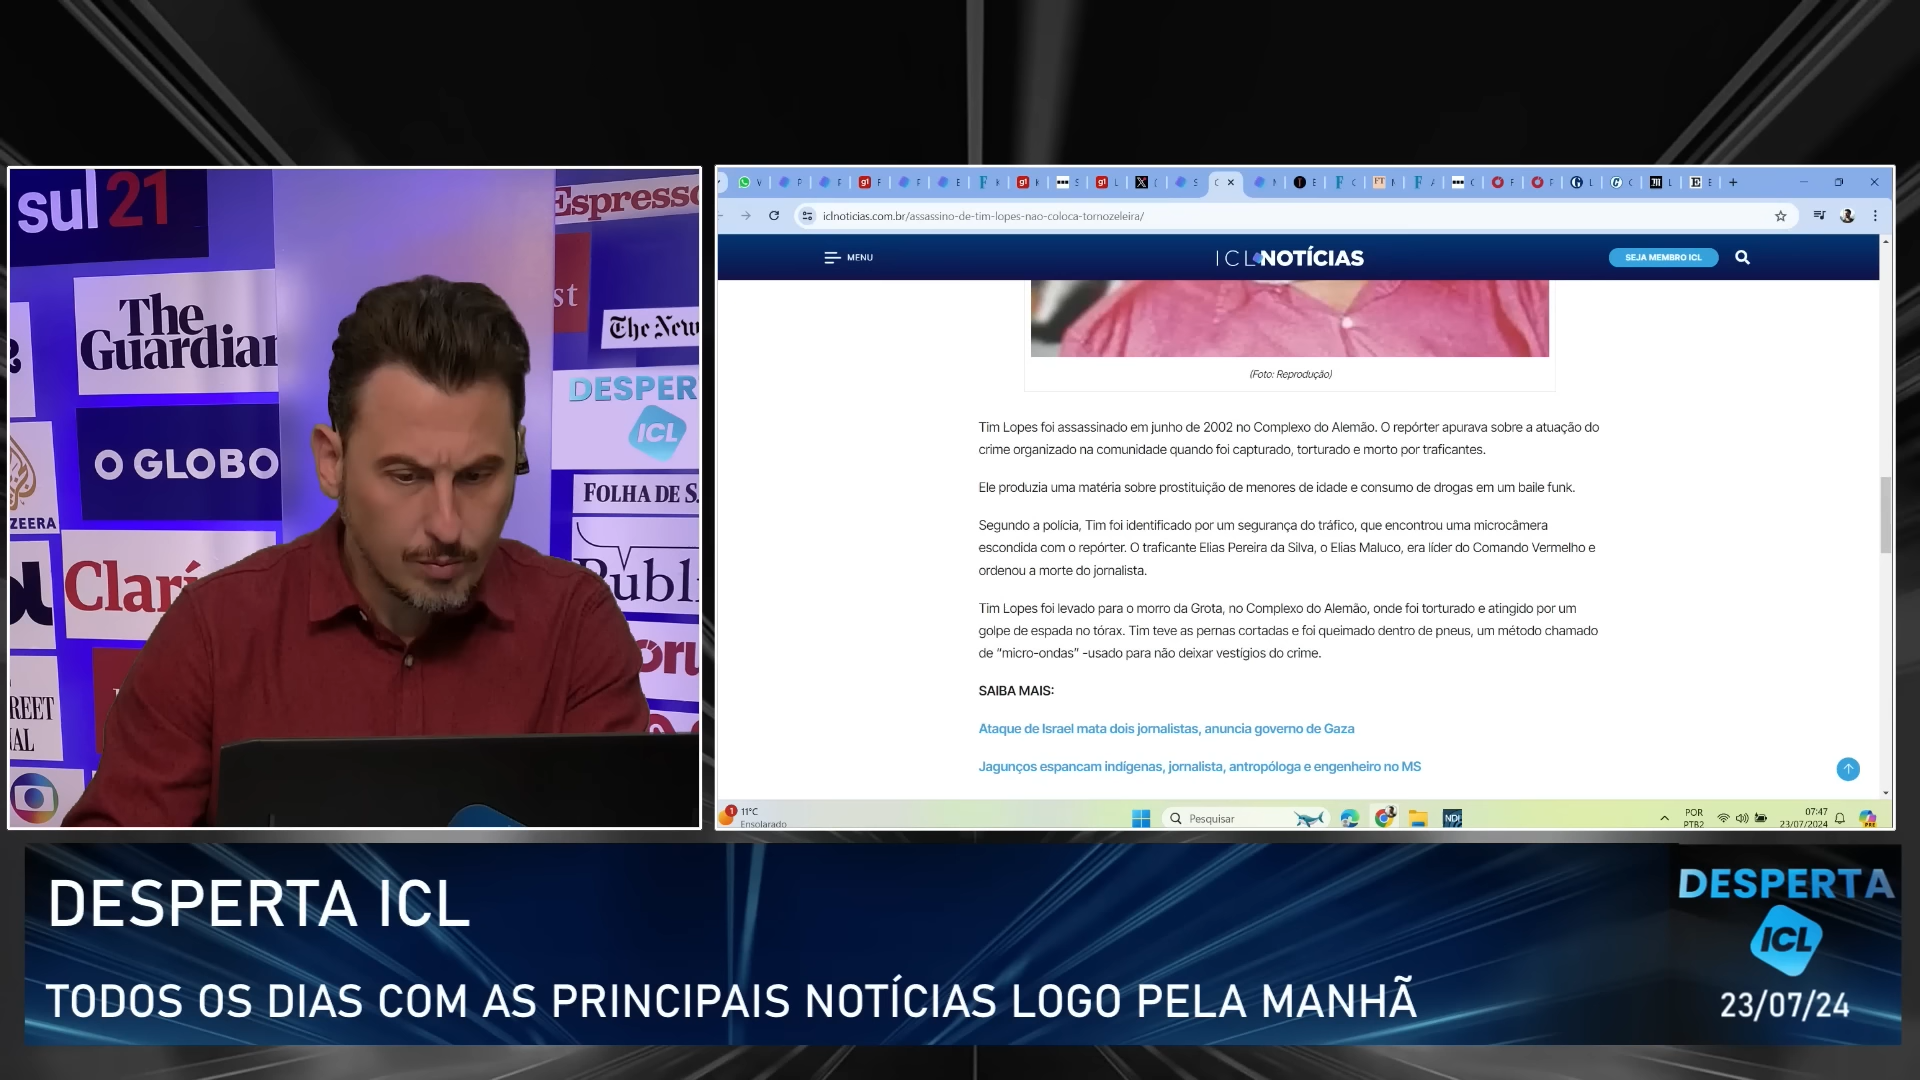 sul21
Espresso
The
Guardian
The New
DESPER
ICL
O GLOBO
FOLHA DE S.
ZEERA
Clarí
Publi
oru
REET
NAL
iclnoticias.com.br/assassino-de-tim-lopes-nao-coloca-tornozeleira/
MENU
ICL NOTÍCIAS
SEJA MEMBRO ICL
(Foto: Reprodução)
Tim Lopes foi assassinado em junho de 2002 no Complexo do Alemão. O repórter apurava sobre a atuação do
crime organizado na comunidade quando foi capturado, torturado e morto por traficantes.
Ele produzia uma matéria sobre prostituição de menores de idade e consumo de drogas em um baile funk.
Segundo a polícia, Tim foi identificado por um segurança do tráfico, que encontrou uma microcâmera
escondida com o repórter. O traficante Elias Pereira da Silva, o Elias Maluco, era líder do Comando Vermelho e
ordenou a morte do jornalista.
Tim Lopes foi levado para o morro da Grota, no Complexo do Alemão, onde foi torturado e atingido por um
golpe de espada no tórax. Tim teve as pernas cortadas e foi queimado dentro de pneus, um método chamado
de “micro-ondas” -usado para não deixar vestígios do crime.
SAIBA MAIS:
Ataque de Israel mata dois jornalistas, anuncia governo de Gaza
Jagunços espancam indígenas, jornalista, antropóloga e engenheiro no MS
1
11°C
Ensolarado
Pesquisar
POR
PTB2
07:47
23/07/2024
DESPERTA ICL
TODOS OS DIAS COM AS PRINCIPAIS NOTÍCIAS LOGO PELA MANHÃ
DESPERTA
ICL
23/07/24